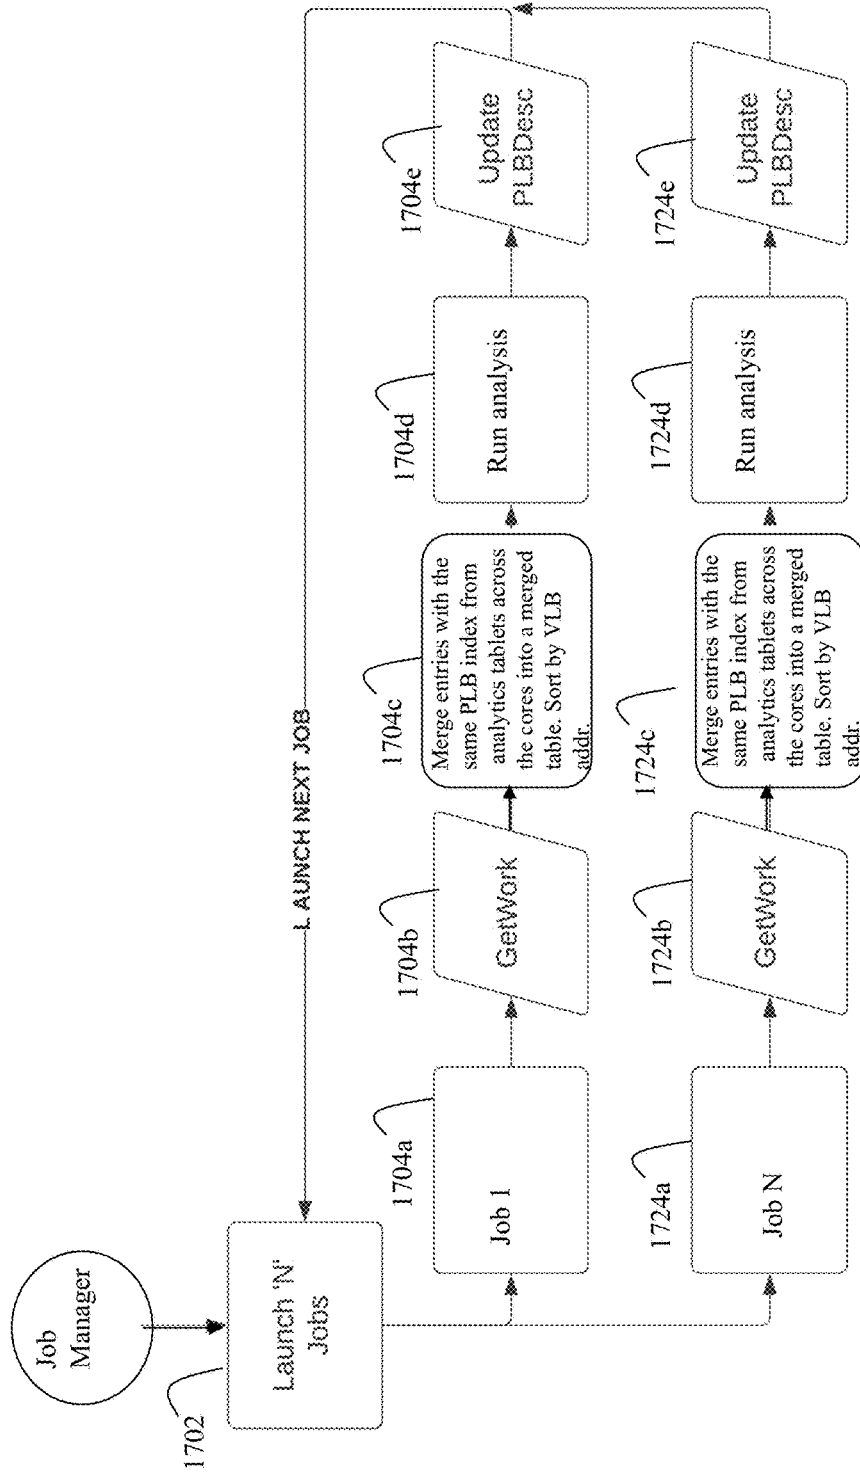 Job
Manager
1702
Launch 'N'
Jobs
L AUNCH NEXT JOB
1704a
Job 1
1704b
GetWork
1704c
Merge entries with the
same PLB index from
analytics tablets across
the cores into a merged
table. Sort by VLB
addr.
1704d
Run analysis
1704e
Update
PLBDesc
1724a
Job N
1724b
GetWork
1724c
Merge entries with the
same PLB index from
analytics tablets across
the cores into a merged
table. Sort by VLB
addr.
1724d
Run analysis
1724e
Update
PLBDesc